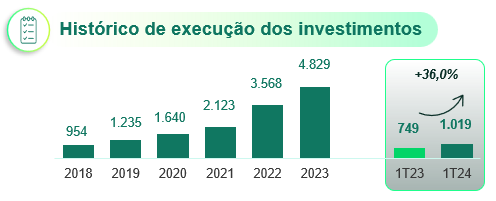 Histórico de execução dos investimentos
4.829
3.568
2.123
1.640
1.235
954
2018 2019 2020 2021 2022 2023
+36,0%
749 1.019
1T23 1T24